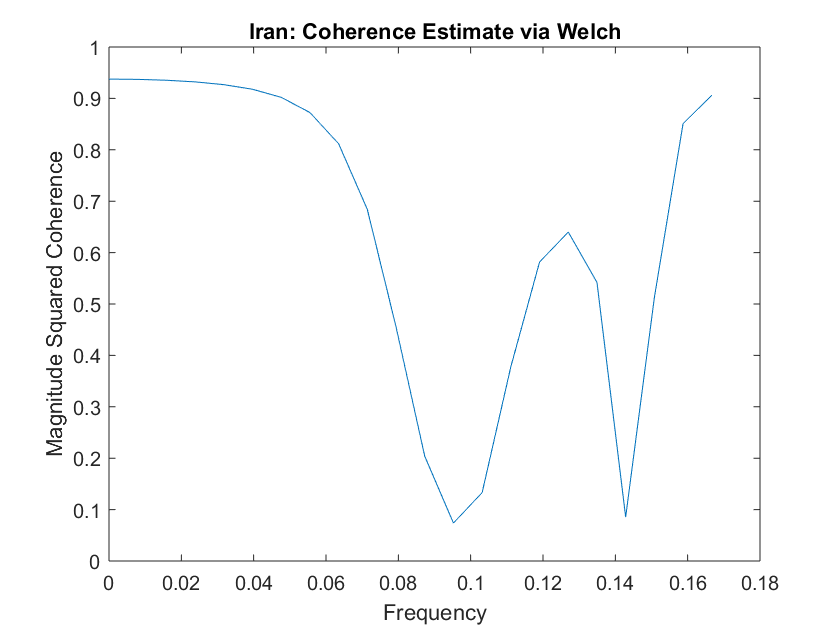 Iran: Coherence Estimate via Welch
Magnitude Squared Coherence
1
0.9
0.8
0.7
0.6
0.5
0.4
0.3
0.2
0.1
0
0 0.02 0.04 0.06 0.08 0.1 0.12 0.14 0.16 0.18
Frequency